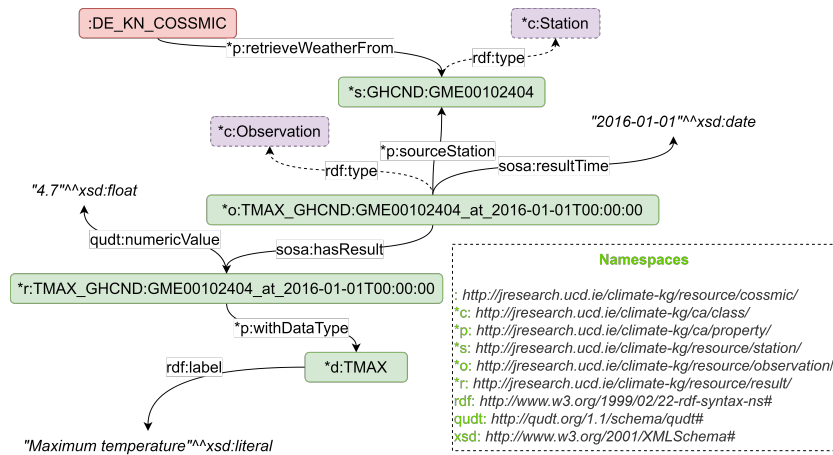 :DE_KN_COSSMIC
*c:Station
*p:retrieveWeatherFrom
rdf:type
*s:GHCND:GME00102404
*c:Observation
"2016-01-01"^^xsd:date
*p:sourceStation
rdf:type
sosa:resultTime
"4.7"^^xsd:float
*o:TMAX_GHCND:GME00102404_at_2016-01-01T00:00:00
qudt:numericValue
sosa:hasResult
*r:TMAX_GHCND:GME00102404_at_2016-01-01T00:00:00
*p:withDataType
rdf:label
*d:TMAX
"Maximum temperature"^^xsd:literal
Namespaces
: http://jresearch.ucd.ie/climate-kg/resource/cossmic/
*c: http://jresearch.ucd.ie/climate-kg/ca/class/
*p: http://jresearch.ucd.ie/climate-kg/ca/property/
*s: http://jresearch.ucd.ie/climate-kg/resource/station/
*o: http://jresearch.ucd.ie/climate-kg/resource/observation/
*r: http://jresearch.ucd.ie/climate-kg/resource/result/
rdf: http://www.w3.org/1999/02/22-rdf-syntax-ns#
qudt: http://qudt.org/1.1/schema/qudt#
xsd: http://www.w3.org/2001/XMLSchema#